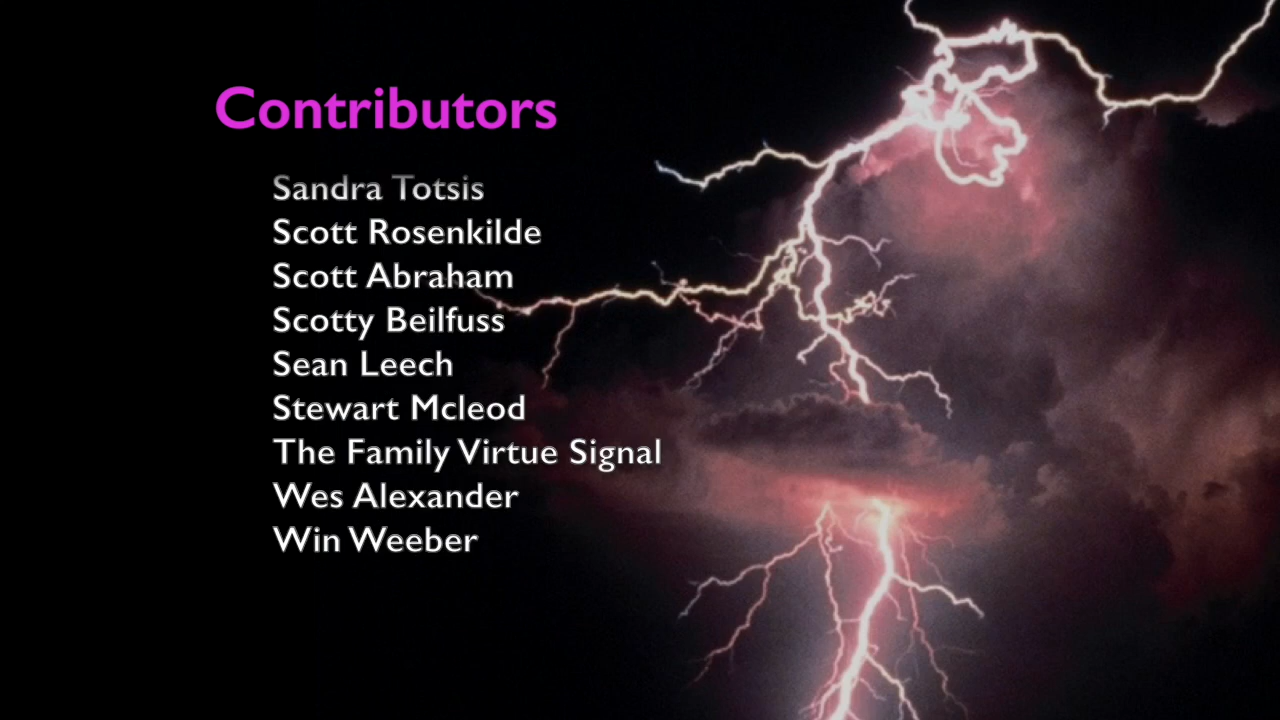 Contributors
Sandra Totsis
Scott Rosenkilde
Scott Abraham
Scotty Beilfuss
Sean Leech
Stewart Mcleod
The Family Virtue Signal
Wes Alexander
Win Weeber